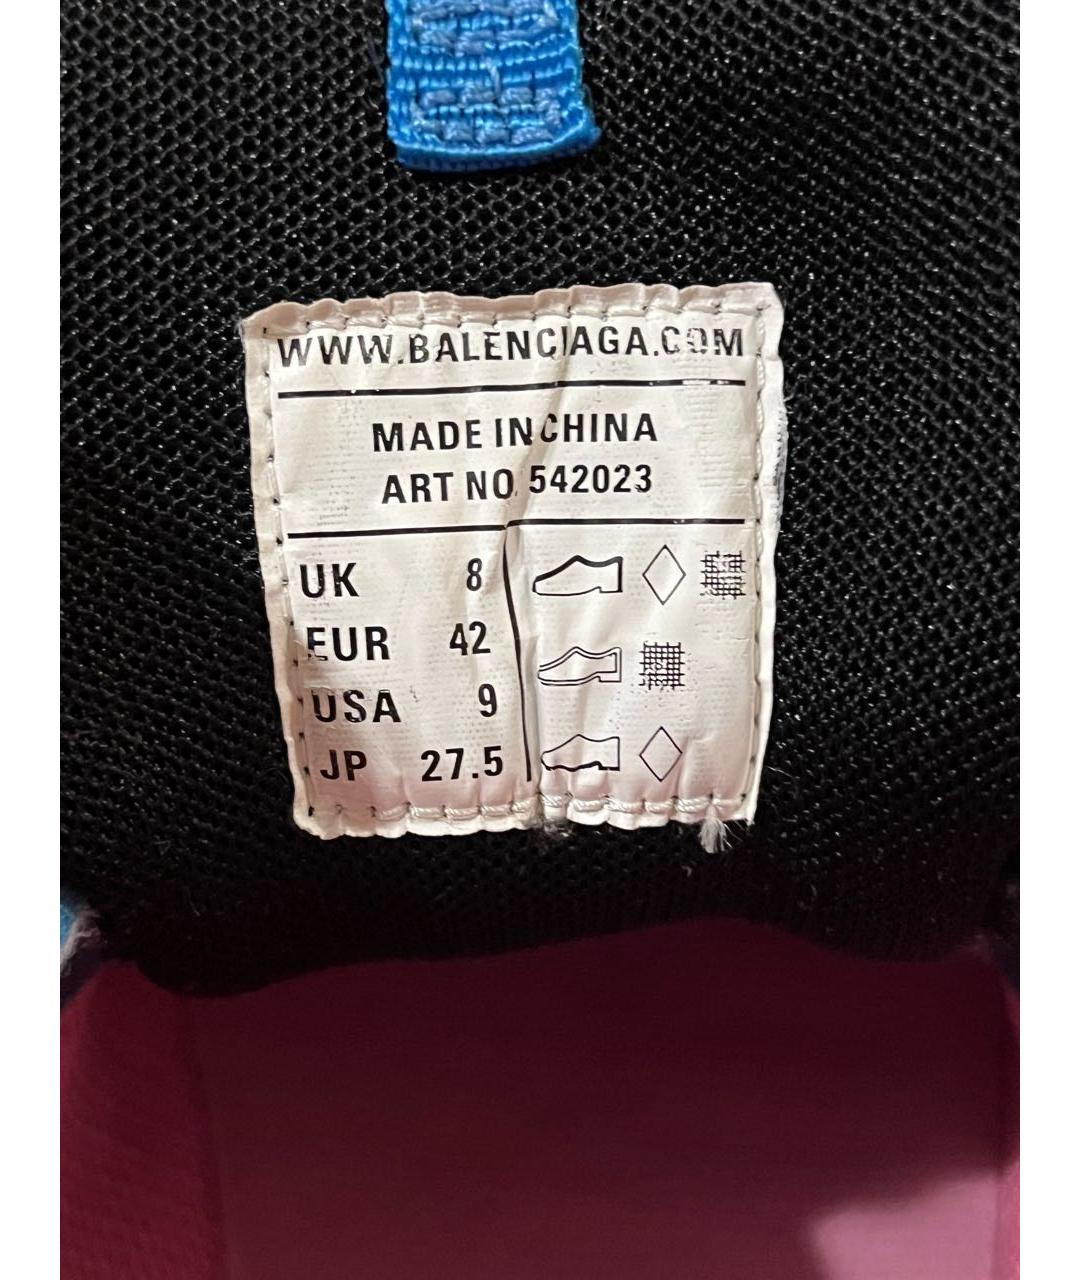 WWW.BALENCIAGA.COM
MADE IN CHINA
ART NO. 542023
UK 8
EUR 42
USA 9
JP 27.5